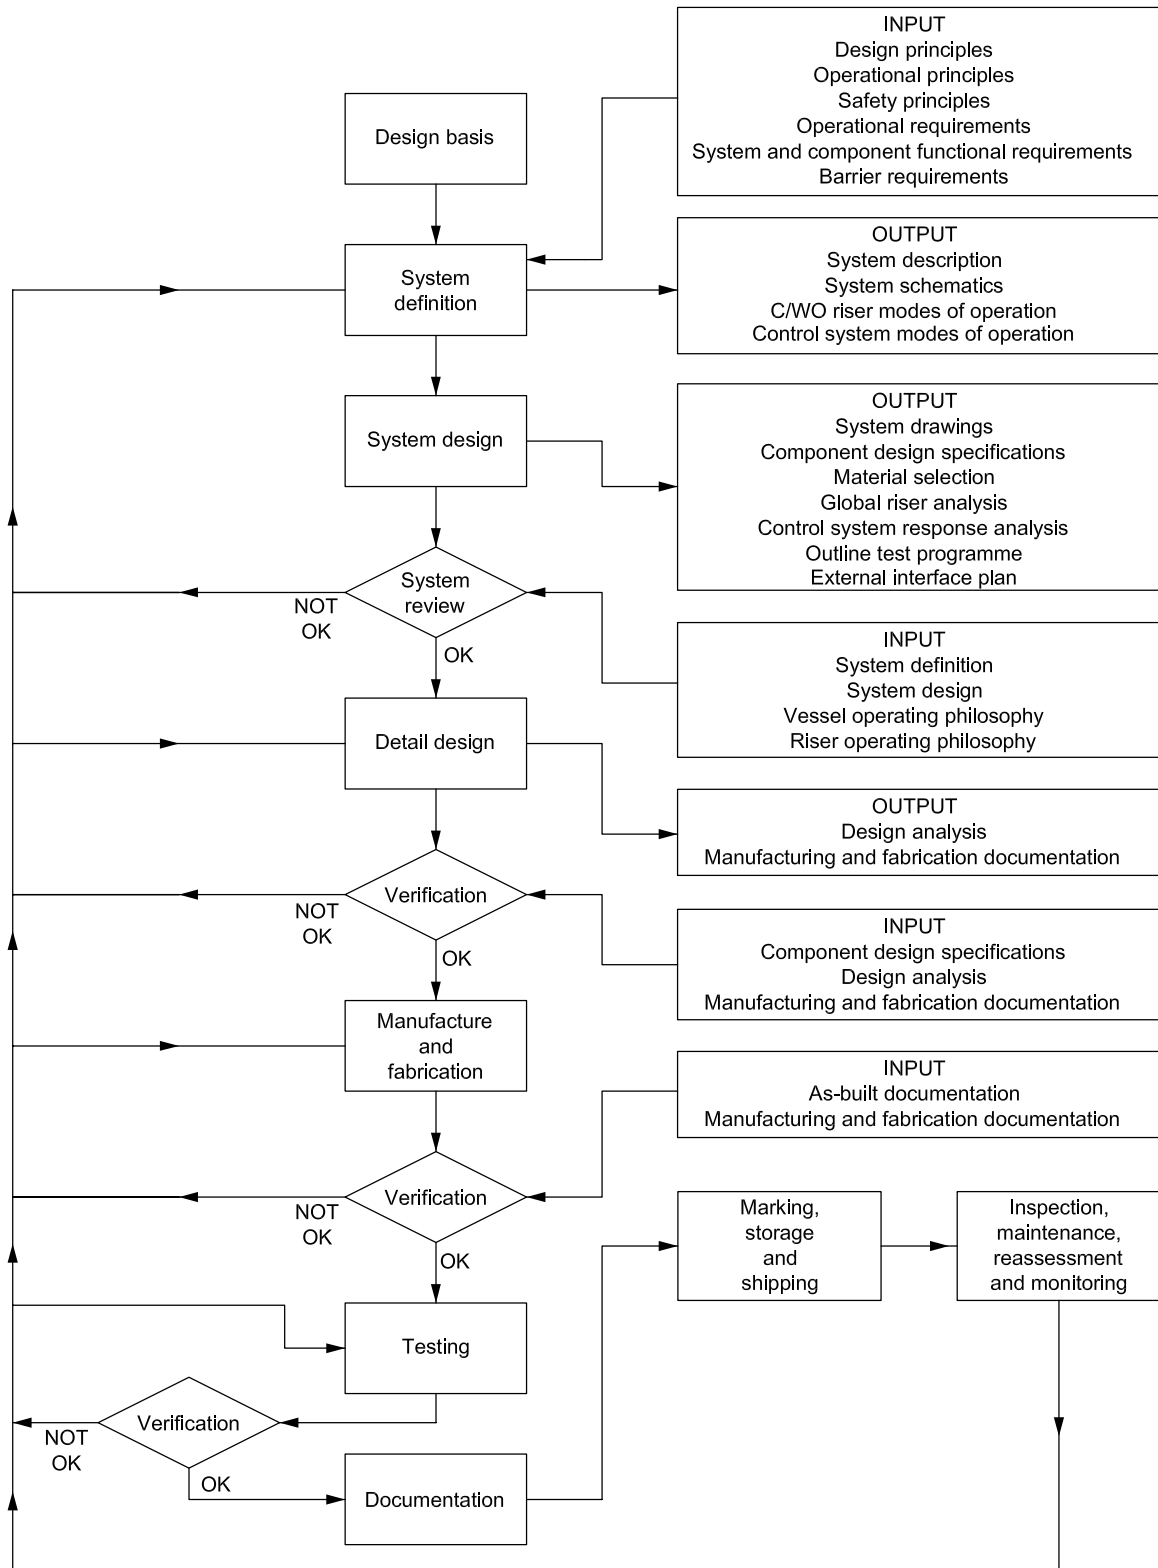 INPUT
Design principles
Operational principles
Safety principles
Operational requirements
System and component functional requirements
Barrier requirements
Design basis
OUTPUT
System description
System schematics
C/WO riser modes of operation
Control system modes of operation
System
definition
OUTPUT
System drawings
Component design specifications
Material selection
Global riser analysis
Control system response analysis
Outline test programme
External interface plan
System design
System
review
NOT
OK
OK
INPUT
System definition
System design
Vessel operating philosophy
Riser operating philosophy
Detail design
OUTPUT
Design analysis
Manufacturing and fabrication documentation
Verification
NOT
OK
OK
INPUT
Component design specifications
Design analysis
Manufacturing and fabrication documentation
Manufacture
and
fabrication
INPUT
As-built documentation
Manufacturing and fabrication documentation
Verification
NOT
OK
OK
Marking,
storage
and
shipping
Inspection,
maintenance,
reassessment
and monitoring
Testing
Verification
NOT
OK
OK
Documentation